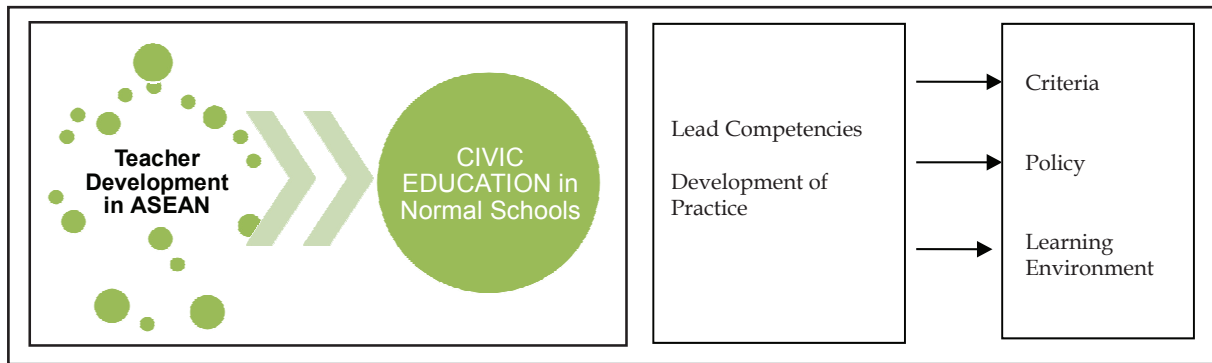 Teacher
Development
in ASEAN
CIVIC
EDUCATION in
Normal Schools
Lead Competencies
Development of
Practice
Criteria
Policy
Learning
Environment